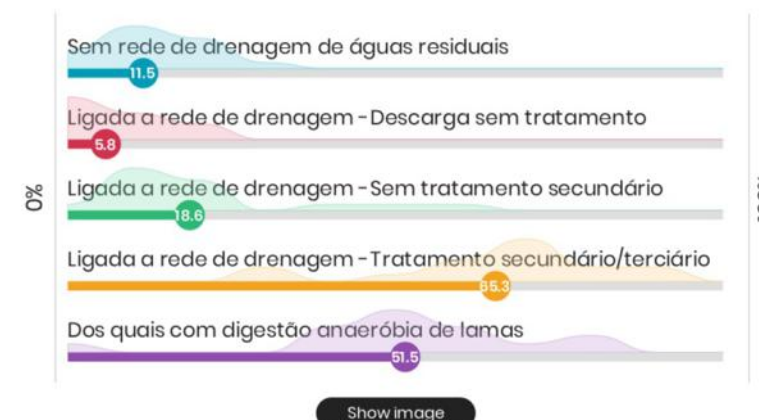 Sem rede de drenagem de águas residuais
11.5
Ligada a rede de drenagem - Descarga sem tratamento
5.8
Ligada a rede de drenagem - Sem tratamento secundário
18.6
0%
Ligada a rede de drenagem - Tratamento secundário/terciário
65.3
Dos quais com digestão anaeróbia de lamas
51.5
Show image